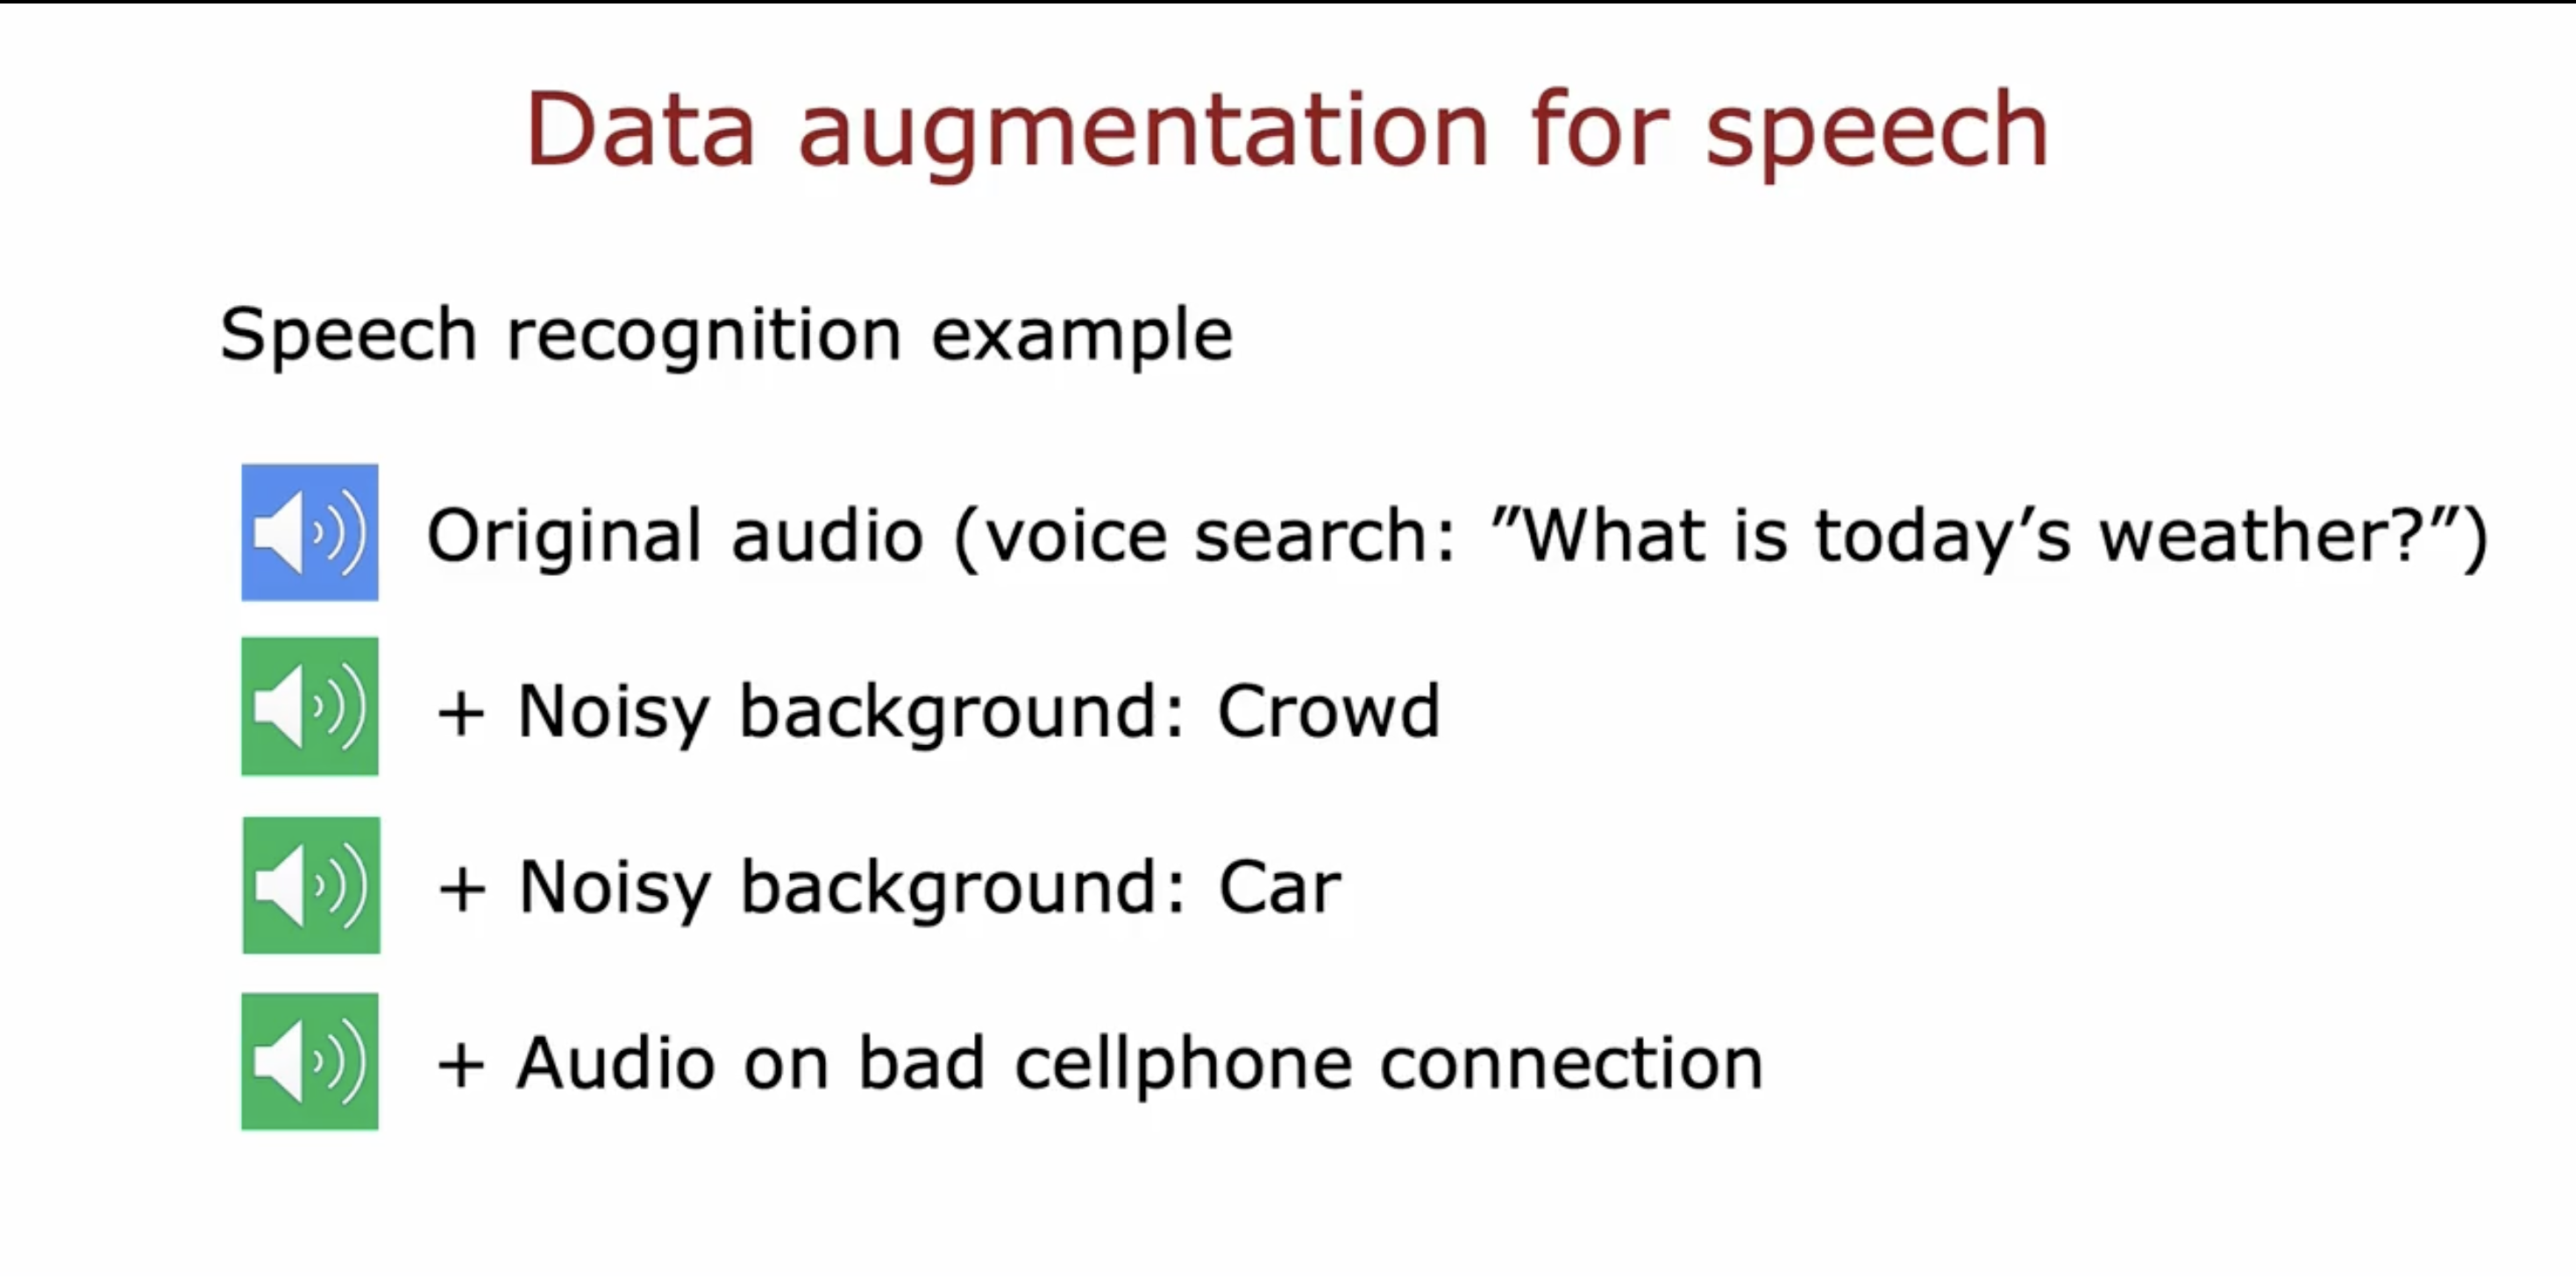 Data augmentation for speech
Speech recognition example
Original audio (voice search: ″What is today’s weather?″)
+ Noisy background: Crowd
+ Noisy background: Car
+ Audio on bad cellphone connection